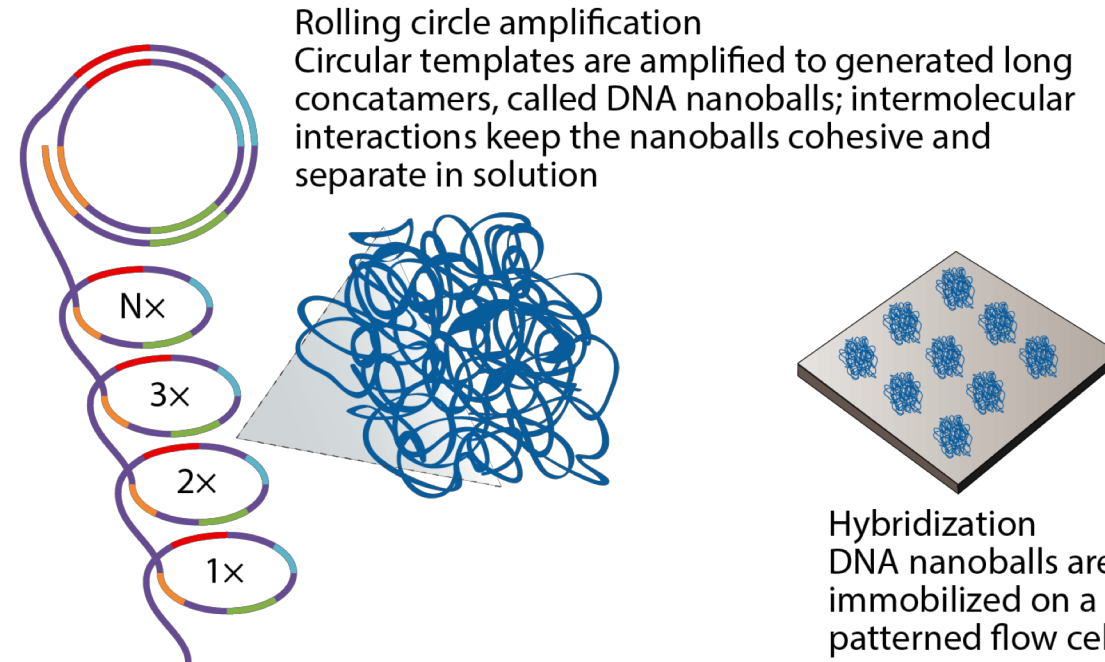 Rolling circle amplification
Circular templates are amplified to generated long
concatamers, called DNA nanoballs; intermolecular
interactions keep the nanoballs cohesive and
separate in solution
N×
3×
2×
1×
Hybridization
DNA nanoballs are
immobilized on a
patterned flow cel